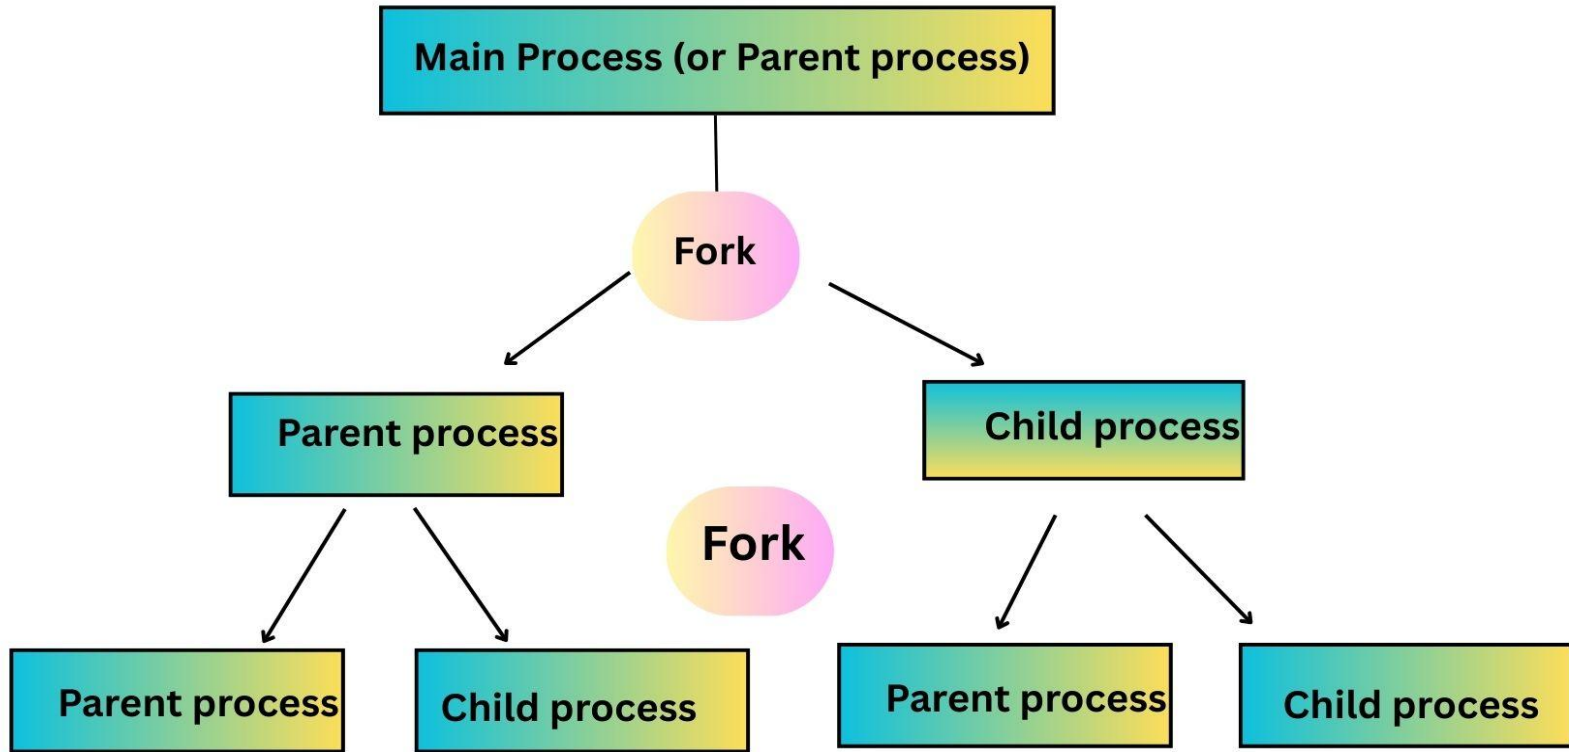 Main Process (or Parent process)
Fork
Parent process
Child process
Fork
Parent process
Child process
Parent process
Child process